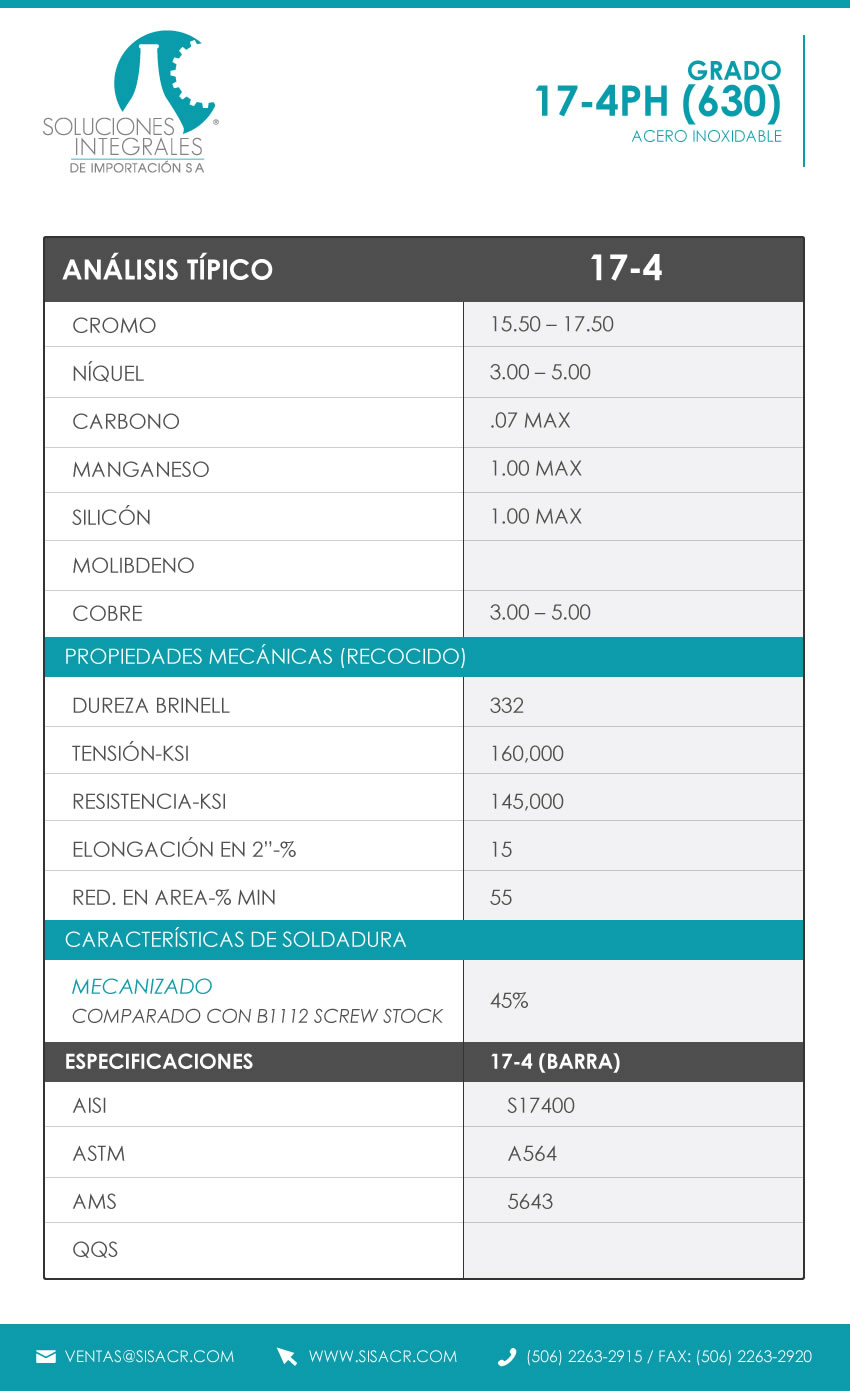 SOLUCIONES
INTEGRALES
DE IMPORTACIÓN S A
®
GRADO
17-4PH (630)
ACERO INOXIDABLE
ANÁLISIS TÍPICO 17-4
CROMO 15.50 – 17.50
NÍQUEL 3.00 – 5.00
CARBONO .07 MAX
MANGANESO 1.00 MAX
SILICÓN 1.00 MAX
MOLIBDENO
COBRE 3.00 – 5.00
PROPIEDADES MECÁNICAS (RECOCIDO)
DUREZA BRINELL 332
TENSIÓN-KSI 160,000
RESISTENCIA-KSI 145,000
ELONGACIÓN EN 2”-% 15
RED. EN AREA-% MIN 55
CARACTERÍSTICAS DE SOLDADURA
MECANIZADO
COMPARADO CON B1112 SCREW STOCK 45%
ESPECIFICACIONES 17-4 (BARRA)
AISI S17400
ASTM A564
AMS 5643
QQS
VENTAS@SISACR.COM WWW.SISACR.COM (506) 2263-2915 / FAX: (506) 2263-2920